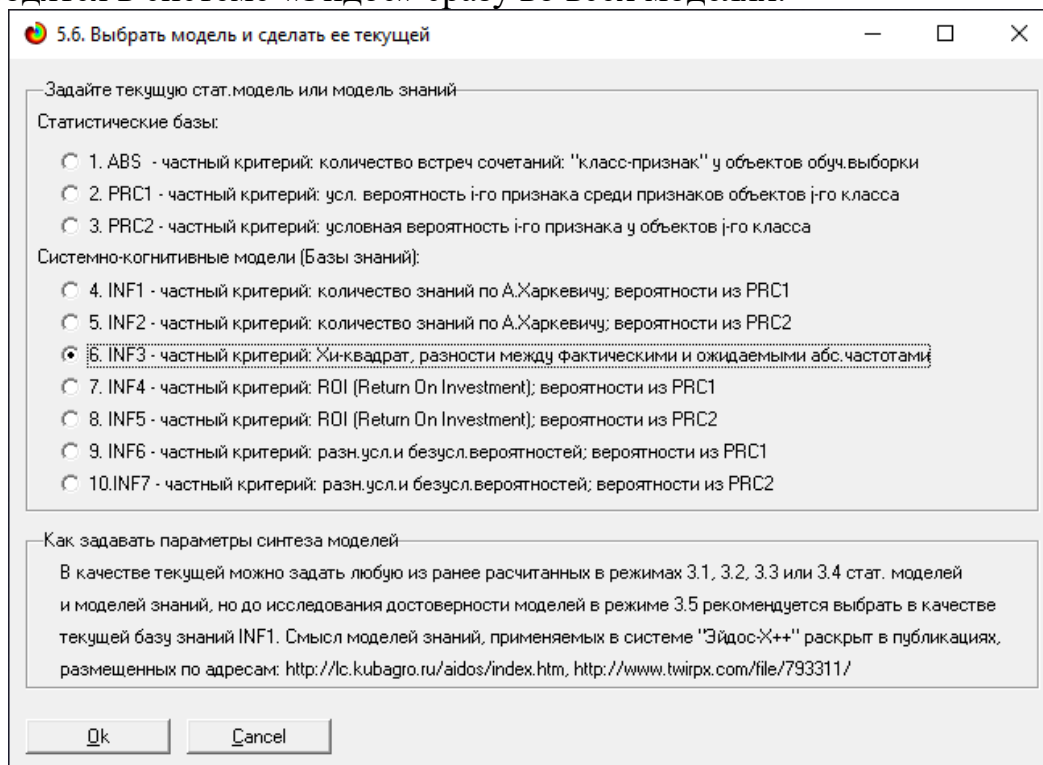 5.6. Выбрать модель и сделать ее текущей
Задайте текущую стат.модель или модель знаний
Статистические базы:
1. ABS - частный критерий: количество встреч сочетаний: "класс-признак" у объектов обуч.выборки
2. PRC1 - частный критерий: усл. вероятность i-го признака среди признаков объектов j-го класса
3. PRC2 - частный критерий: условная вероятность i-го признака у объектов j-го класса
Системно-когнитивные модели (Базы знаний):
4. INF1 - частный критерий: количество знаний по А.Харкевичу; вероятности из PRC1
5. INF2 - частный критерий: количество знаний по А.Харкевичу; вероятности из PRC2
6. INF3 - частный критерий: Хи-квадрат, разности между фактическими и ожидаемыми абс.частотами
7. INF4 - частный критерий: ROI (Return On Investment); вероятности из PRC1
8. INF5 - частный критерий: ROI (Return On Investment); вероятности из PRC2
9. INF6 - частный критерий: разн.усл.и безусл.вероятностей; вероятности из PRC1
10.INF7 - частный критерий: разн.усл.и безусл.вероятностей; вероятности из PRC2
Как задавать параметры синтеза моделей
В качестве текущей можно задать любую из ранее расчитанных в режимах 3.1, 3.2, 3.3 или 3.4 стат. моделей
и моделей знаний, но до исследования достоверности моделей в режиме 3.5 рекомендуется выбрать в качестве
текущей базу знаний INF1. Смысл моделей знаний, применяемых в системе "Эйдос-Х++" раскрыт в публикациях,
размещенных по адресам: http://lc.kubagro.ru/aidos/index.htm, http://www.twirpx.com/file/793311/
Ok
Cancel